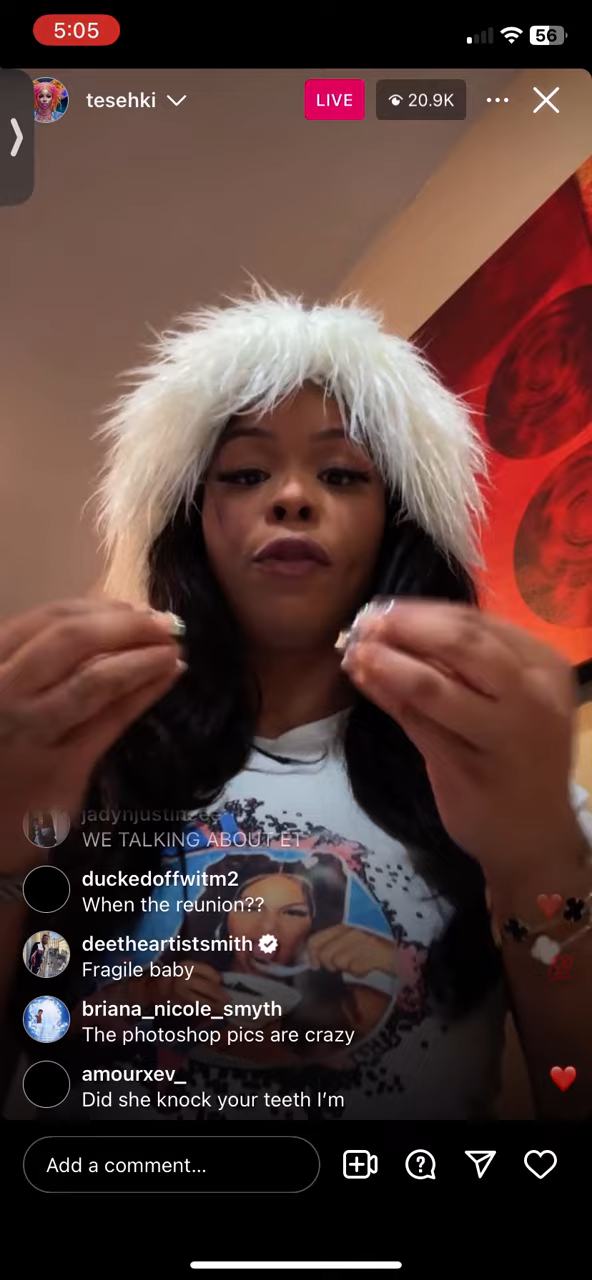 5:05
56
tesehki
LIVE
20.9K
jadynjustincee
WE TALKING ABOUT ET
duckedoffwitm2
When the reunion??
deetheartistsmith
Fragile baby
briana_nicole_smyth
The photoshop pics are crazy
amourxev_
Did she knock your teeth I'm
Add a comment...